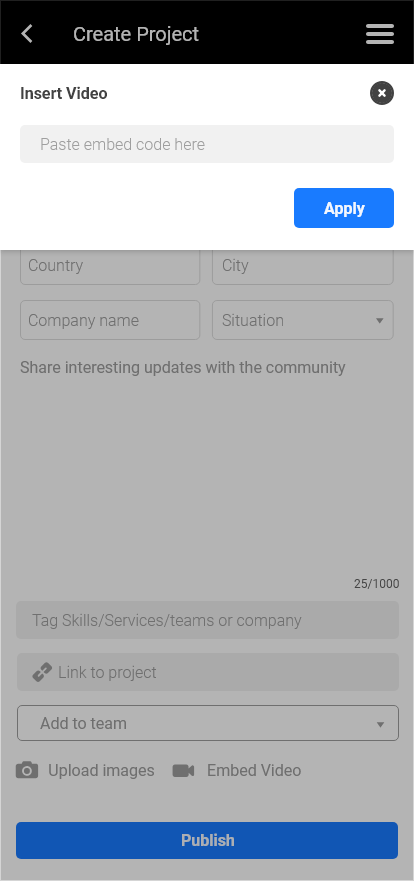 Create Project
Insert Video
Paste embed code here
Apply
Country
City
Company name
Situation
Share interesting updates with the community
25/1000
Tag Skills/Services/teams or company
Link to project
Add to team
Upload images
Embed Video
Publish